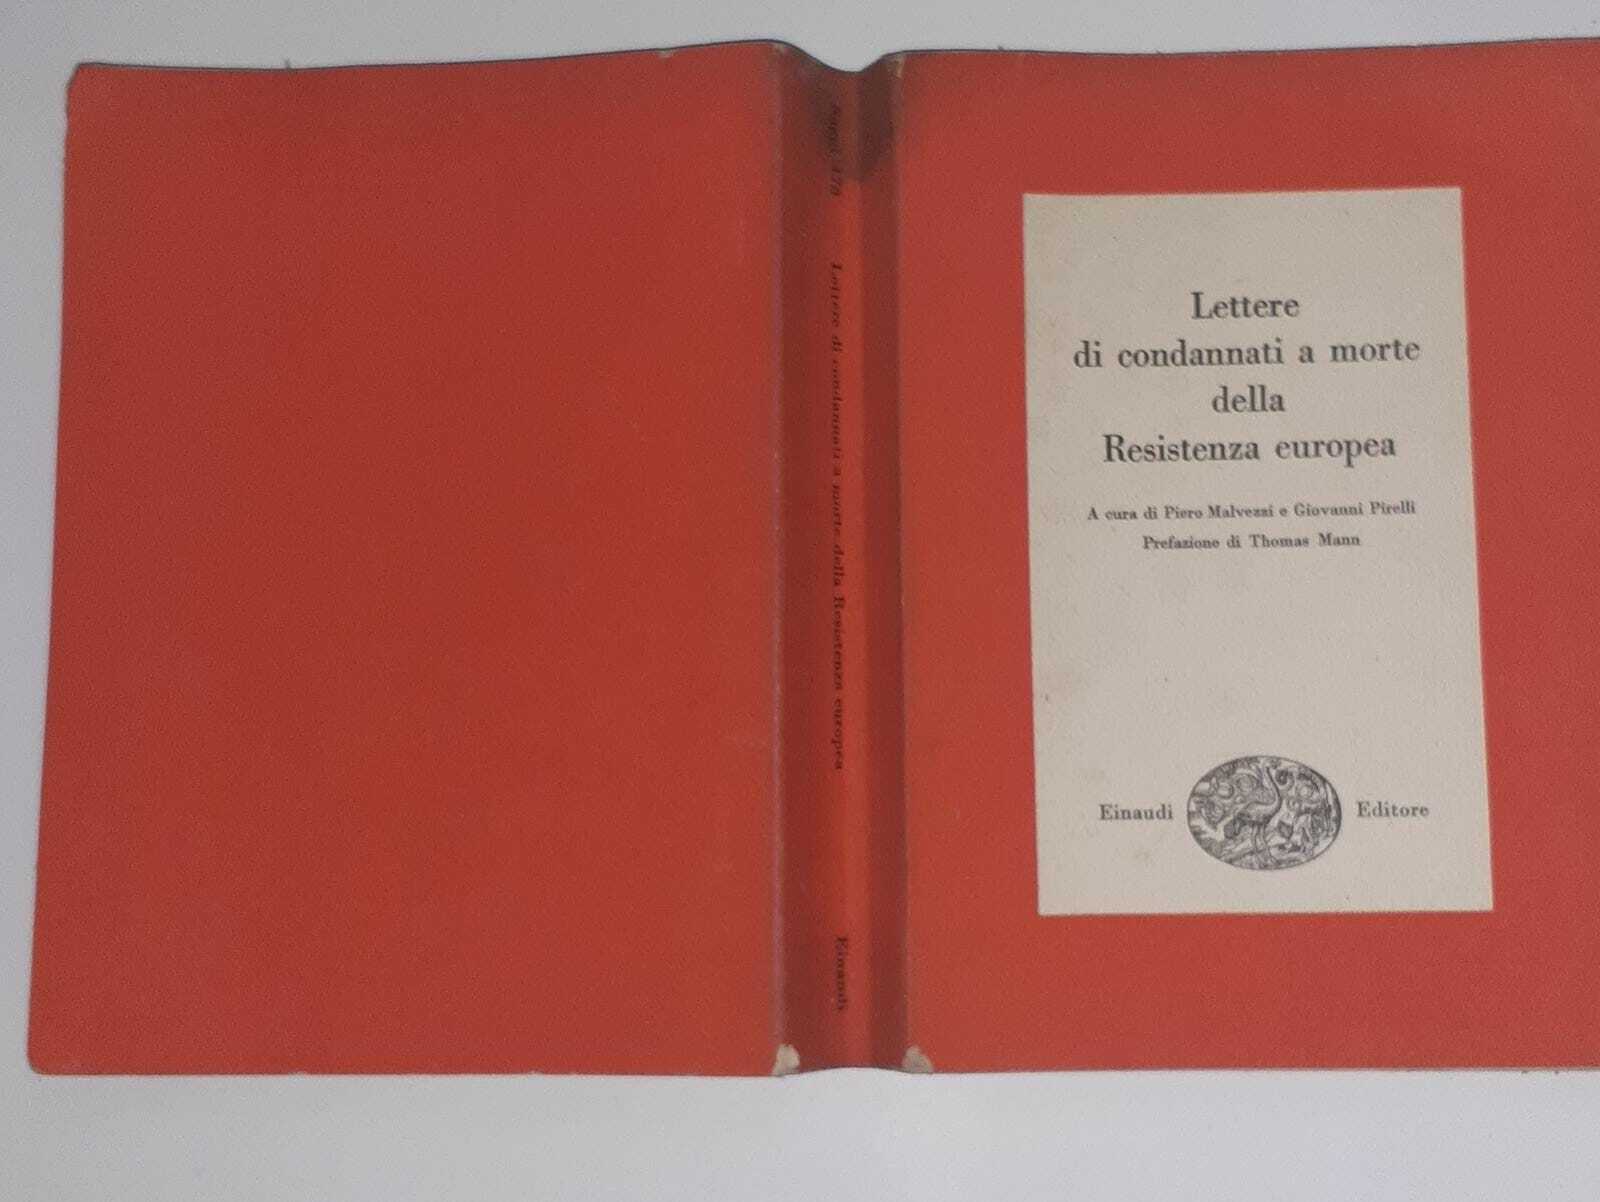 Lettere di condannati a morte della Resistenza europea
Einaudi
Lettere
di condannati a morte
della
Resistenza europea
A cura di Piero Malvezzi e Giovanni Pirelli
Prefazione di Thomas Mann
Einaudi Editore